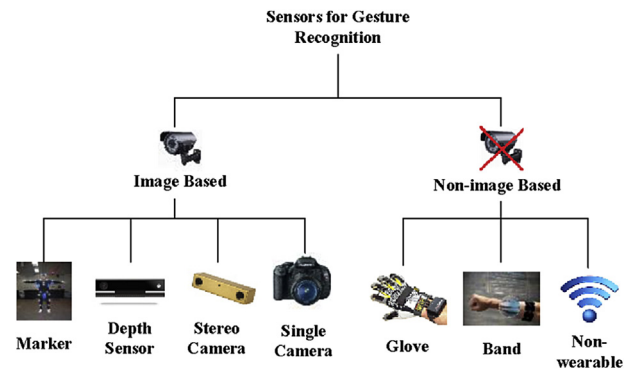 Sensors for Gesture
Recognition
Image Based
Non-image Based
Marker
Depth
Sensor
Stereo
Camera
Single
Camera
Glove
Band
Non-
wearable